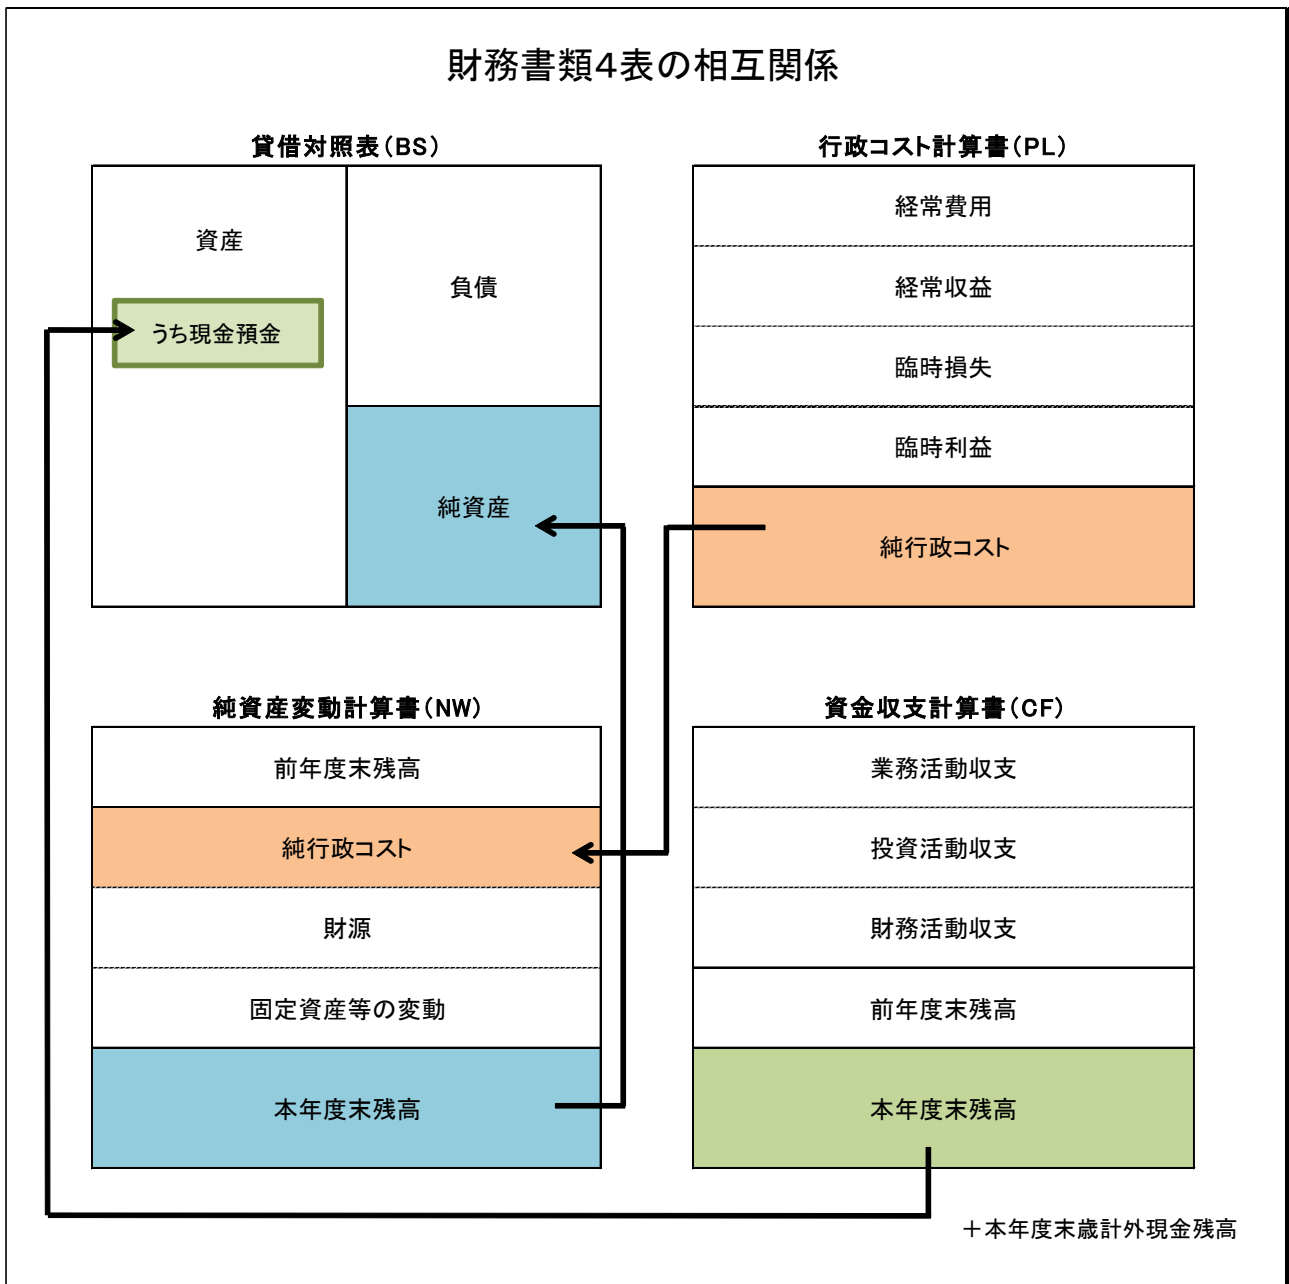 財務書類４表の相互関係
貸借対照表（BS）
資産
うち現金預金
負債
純資産
行政コスト計算書（PL）
経常費用
経常収益
臨時損失
臨時利益
純行政コスト
純資産変動計算書（NW）
前年度末残高
純行政コスト
財源
固定資産等の変動
本年度末残高
資金収支計算書（CF）
業務活動収支
投資活動収支
財務活動収支
前年度末残高
本年度末残高
＋本年度末歳計外現金残高